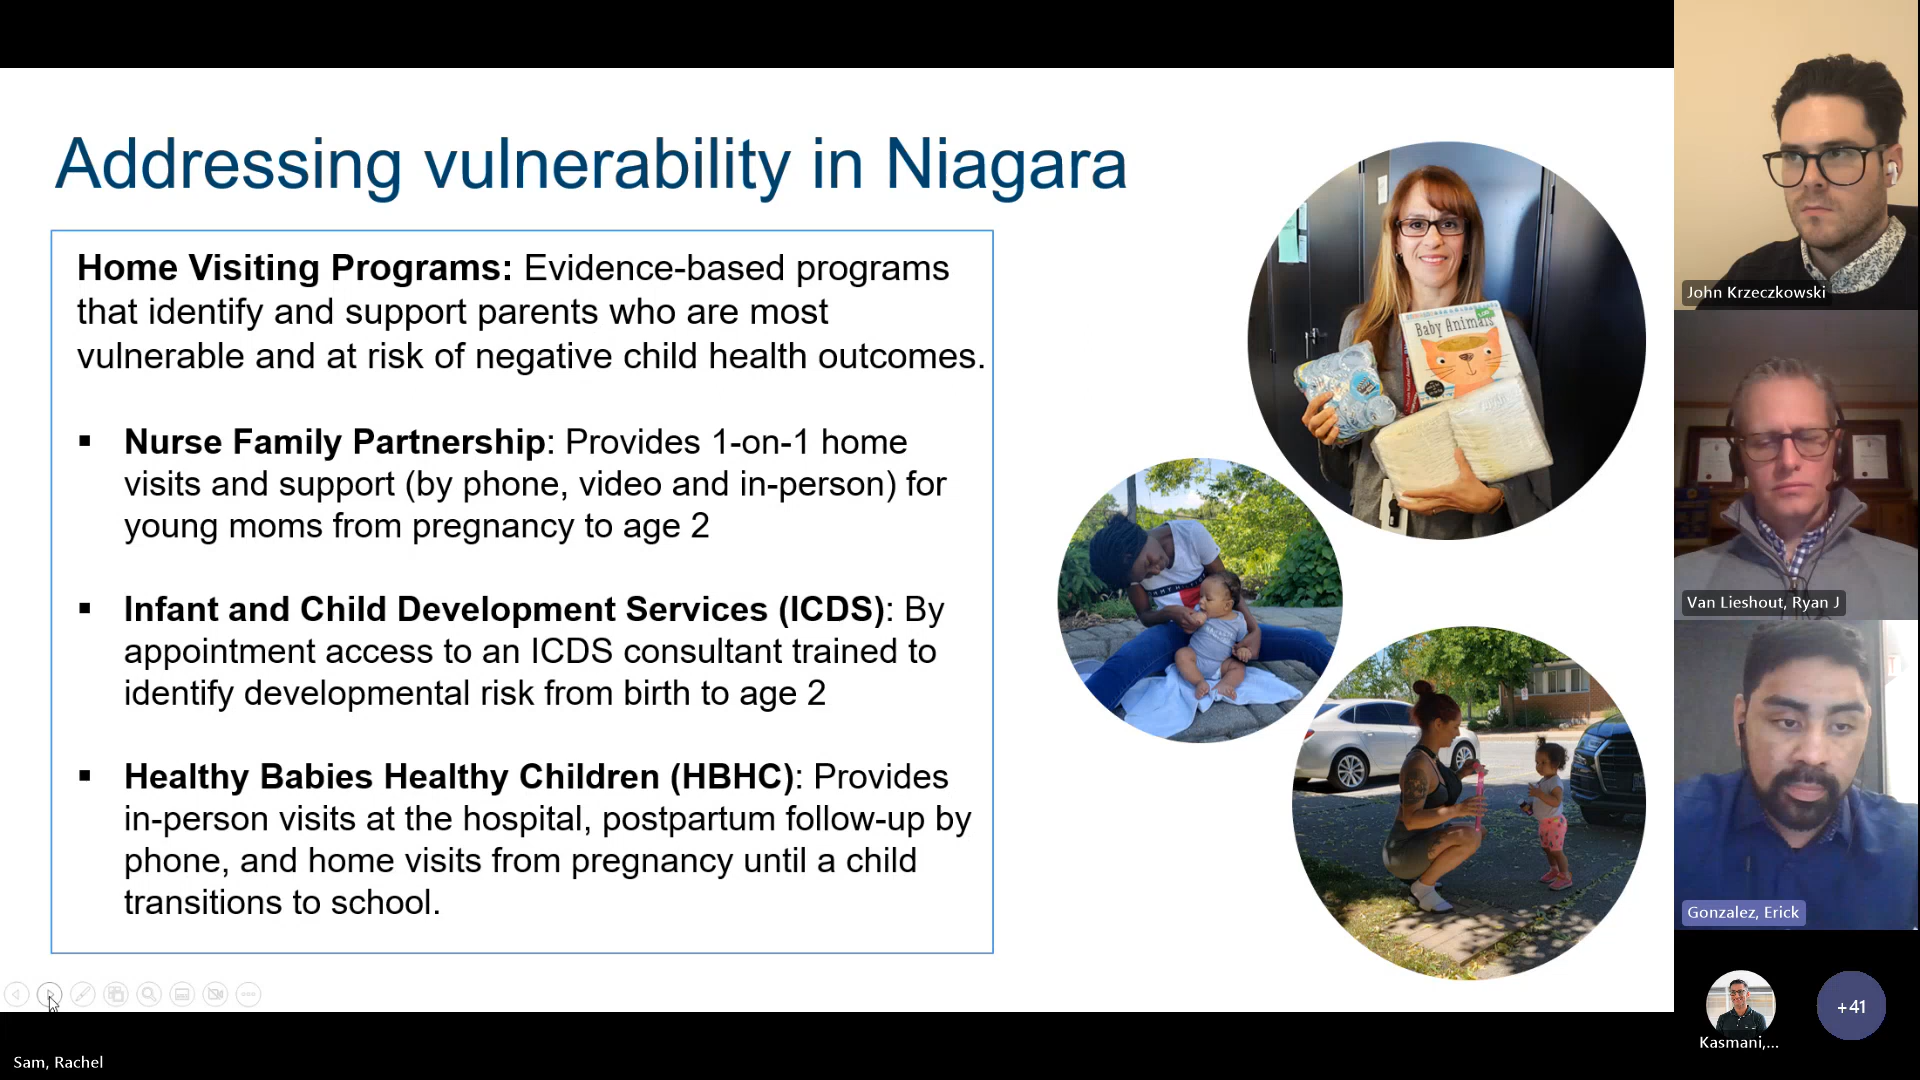 Addressing vulnerability in Niagara
Home Visiting Programs: Evidence-based programs
that identify and support parents who are most
vulnerable and at risk of negative child health outcomes.
▪ Nurse Family Partnership: Provides 1-on-1 home
visits and support (by phone, video and in-person) for
young moms from pregnancy to age 2
▪ Infant and Child Development Services (ICDS): By
appointment access to an ICDS consultant trained to
identify developmental risk from birth to age 2
▪ Healthy Babies Healthy Children (HBHC): Provides
in-person visits at the hospital, postpartum follow-up by
phone, and home visits from pregnancy until a child
transitions to school.
Baby Animals
John Krzeczkowski
Van Lieshout, Ryan J
Gonzalez, Erick
Kasmani,...
+41
Sam, Rachel